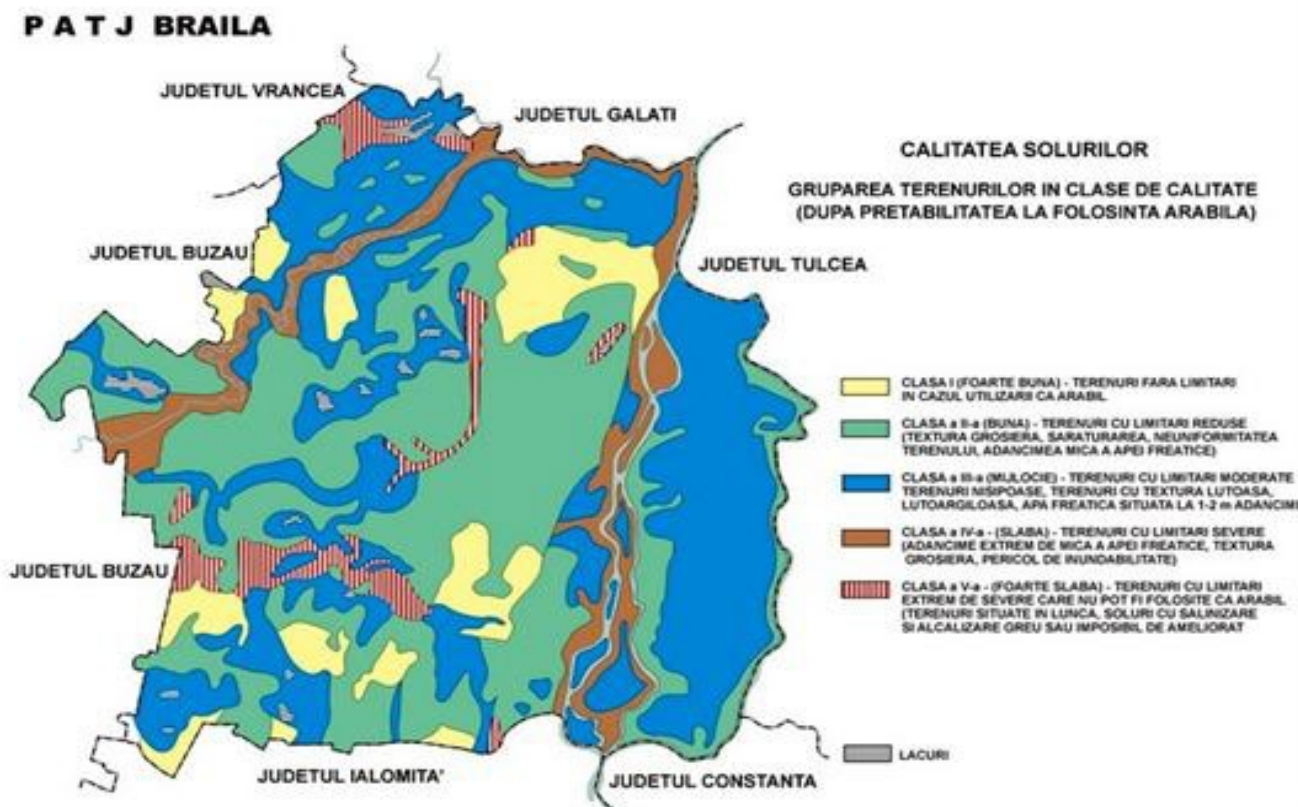 P A T J BRAILA
JUDETUL VRANCEA
JUDETUL GALATI
CALITATEA SOLURILOR
GRUPAREA TERENURILOR IN CLASE DE CALITATE
(DUPA PRETABILITATEA LA FOLOSINTA ARABILA)
JUDETUL BUZAU
JUDETUL TULCEA
CLASA I (FOARTE BUNA) - TERENURI FARA LIMITARI
IN CAZUL UTILIZARII CA ARABIL
CLASA a II-a (BUNA) - TERENURI CU LIMITARI REDUSE
(TEXTURA GROSIERA, SARATURAREA, NEUNIFORMITATEA
TERENULUI, ADANCIMEA MICA A APEI FREATICE)
CLASA a III-a (MIJLOCIE) - TERENURI CU LIMITARI MODERATE
TERENURI NISIPOASE, TERENURI CU TEXTURA LUTOASA,
LUTOARGILOASA, APA FREATICA SITUATA LA 1-2 m ADANCIME
CLASA a IV-a - (SLABA) - TERENURI CU LIMITARI SEVERE
(ADANCIME EXTREM DE MICA A APEI FREATICE, TEXTURA
GROSIERA, PERICOL DE INUNDABILITATE)
JUDETUL BUZAU
CLASA a V-a - (FOARTE SLABA) - TERENURI CU LIMITARI
EXTREM DE SEVERE CARE NU POT FI FOLOSITE CA ARABIL
(TERENURI SITUATE IN LUNCA, SOLURI CU SALINIZARE
SI ALCALIZARE GREU SAU IMPOSIBIL DE AMELIORAT
LACURI
JUDETUL IALOMITA'
JUDETUL CONSTANTA